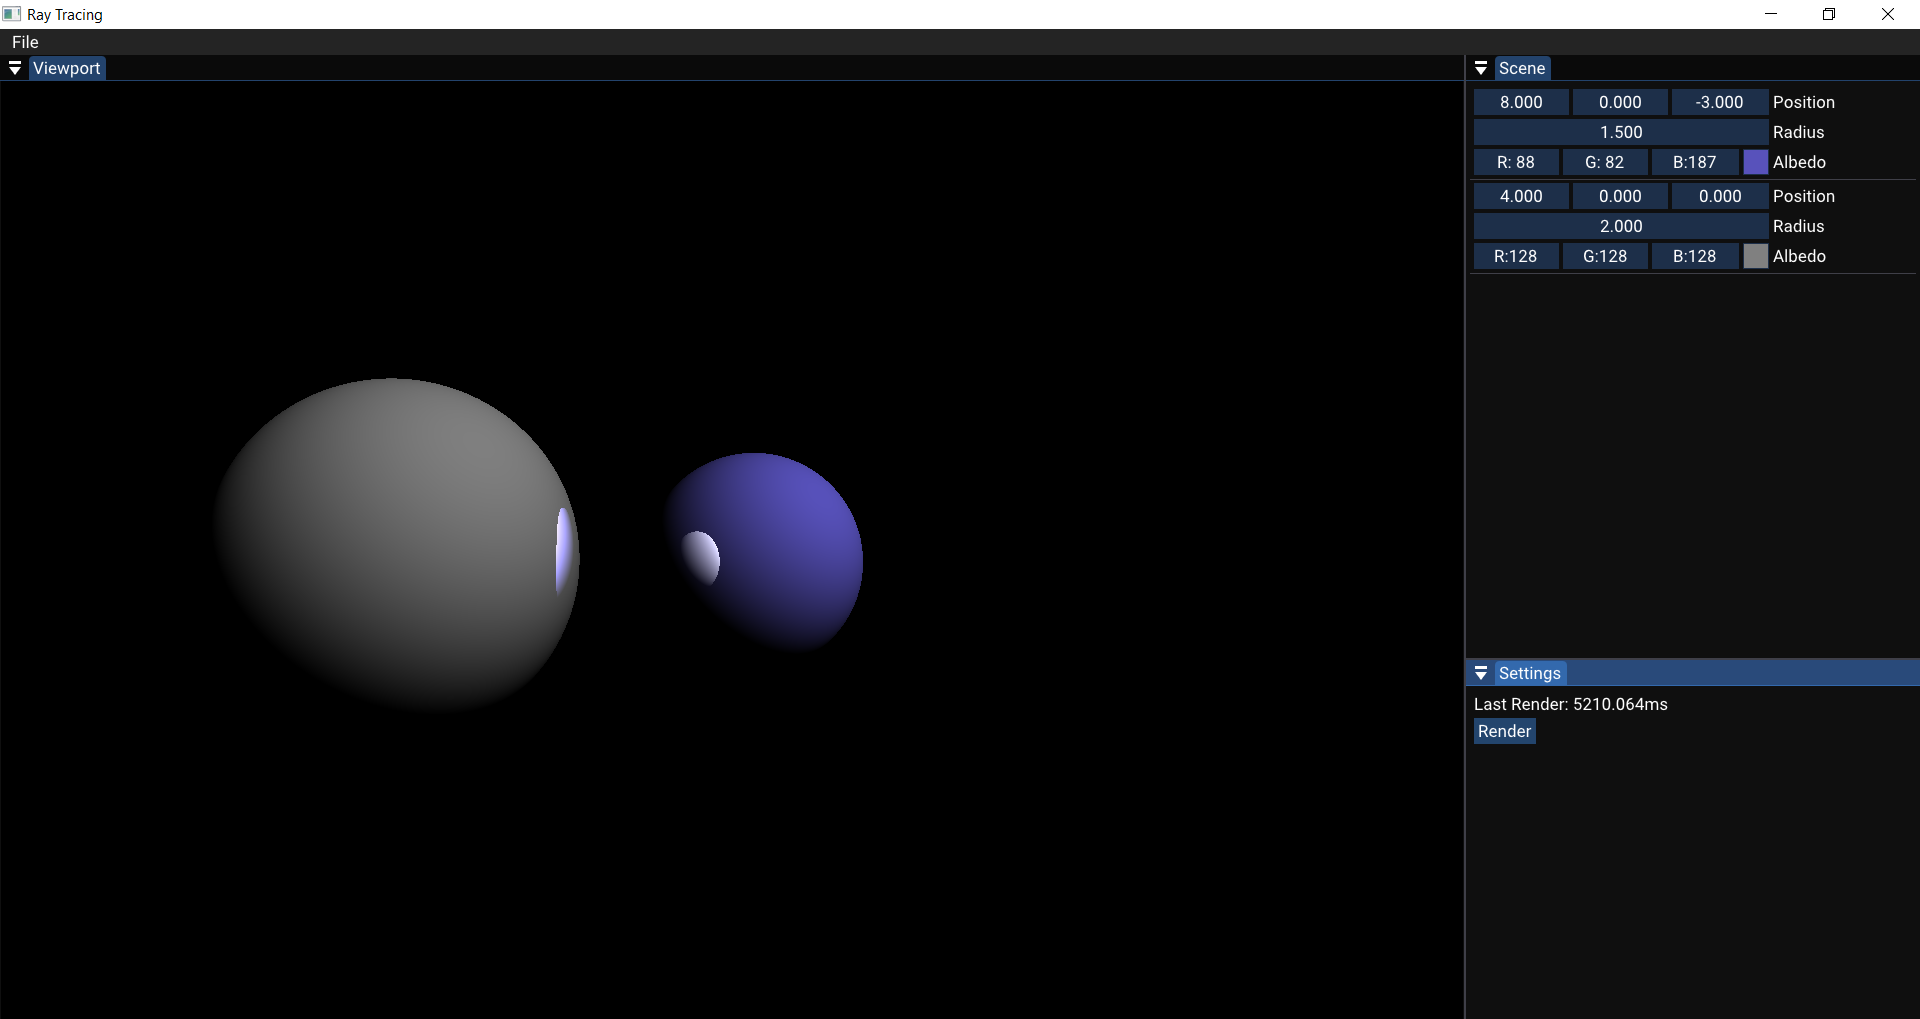 Ray Tracing
File
Viewport
Scene
8.000 0.000 -3.000 Position
1.500 Radius
R: 88 G: 82 B:187 Albedo
4.000 0.000 0.000 Position
2.000 Radius
R:128 G:128 B:128 Albedo
Settings
Last Render: 5210.064ms
Render